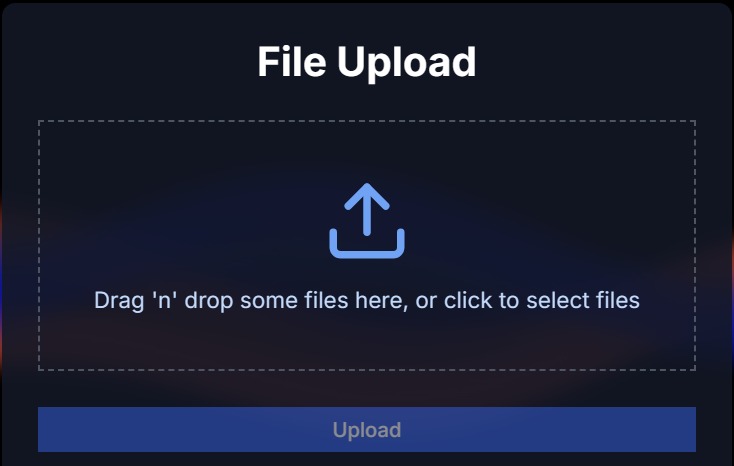 File Upload
Drag 'n' drop some files here, or click to select files
Upload